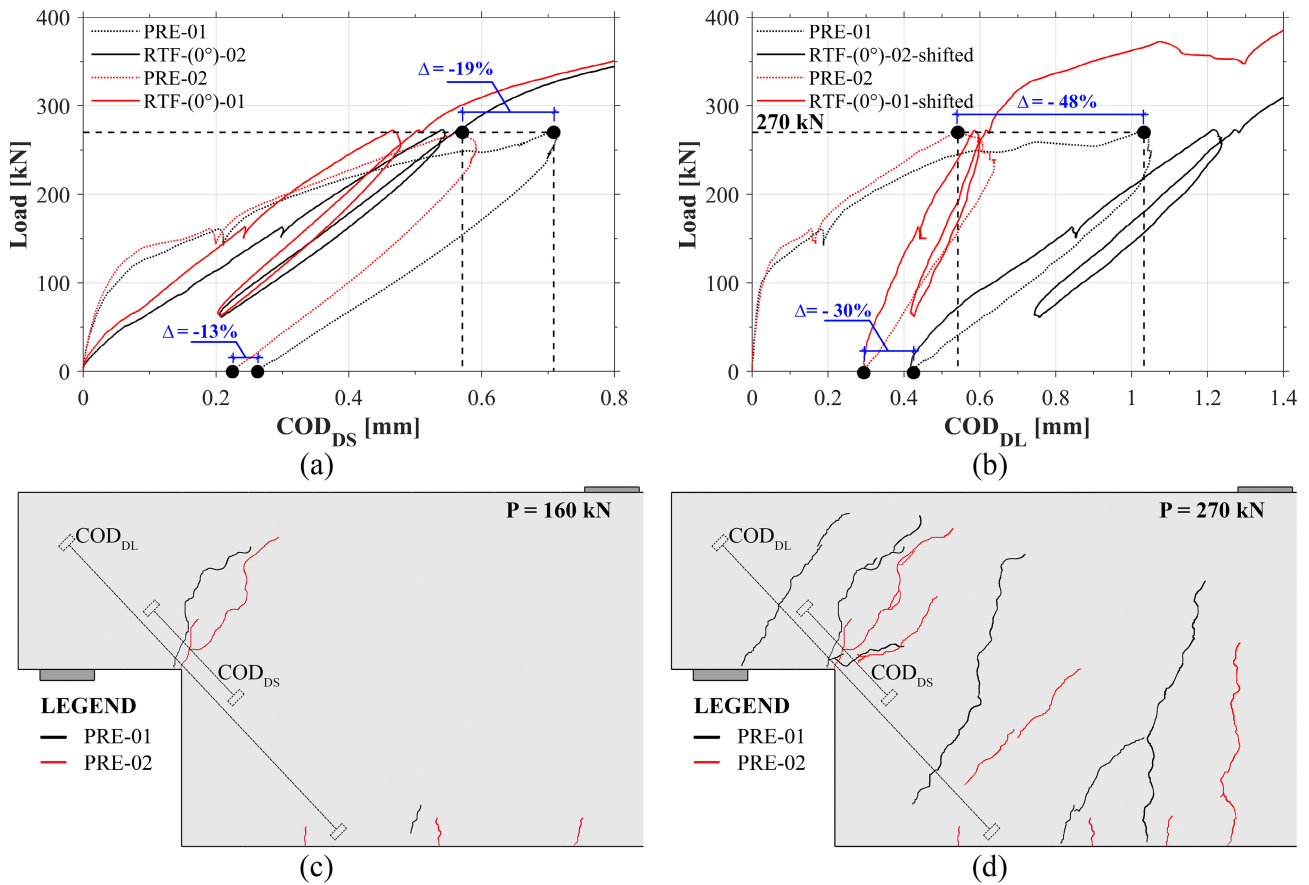 400
300
200
100
0
Load [kN]
PRE-01
RTF-(0°)-02
PRE-02
RTF-(0°)-01
Δ = -19%
Δ = -13%
0 0.2 0.4 0.6 0.8
COD_DS [mm]
(a)
400
300
200
100
0
Load [kN]
PRE-01
RTF-(0°)-02-shifted
PRE-02
RTF-(0°)-01-shifted
270 kN
Δ = - 48%
Δ = - 30%
0 0.2 0.4 0.6 0.8 1 1.2 1.4
COD_DL [mm]
(b)
P = 160 kN
COD_DL
COD_DS
LEGEND
PRE-01
PRE-02
(c)
P = 270 kN
COD_DL
COD_DS
LEGEND
PRE-01
PRE-02
(d)